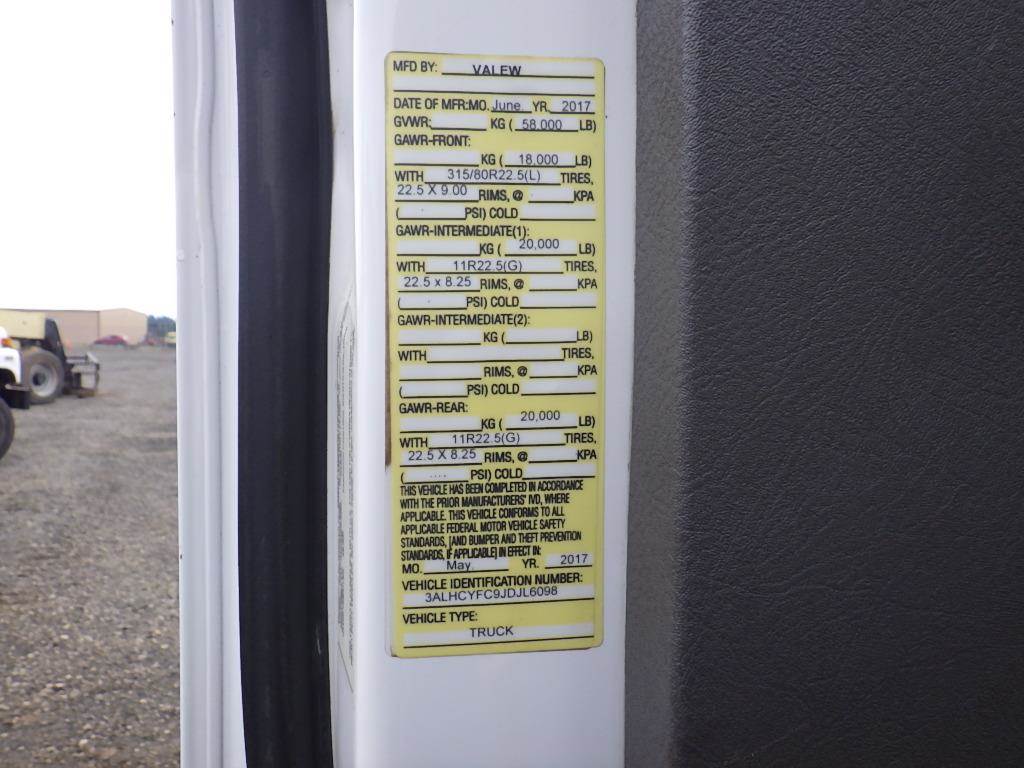 MFD BY: VALEW
DATE OF MFR:MO. June. YR. 2017
GVWR: KG ( 58,000 LB)
GAWR-FRONT:
KG ( 18,000 LB)
WITH 315/80R22.5(L) TIRES,
22.5 X 9.00 RIMS, @ KPA
( PSI) COLD
GAWR-INTERMEDIATE(1):
KG ( 20,000 LB)
WITH 11R22.5(G) TIRES,
22.5 x 8.25 RIMS, @ KPA
( PSI) COLD
GAWR-INTERMEDIATE(2):
KG ( LB)
WITH TIRES,
RIMS, @ KPA
( PSI) COLD
GAWR-REAR:
KG ( 20,000 LB)
WITH 11R22.5(G) TIRES,
22.5 X 8.25 RIMS, @ KPA
( .... PSI) COLD
THIS VEHICLE HAS BEEN COMPLETED IN ACCORDANCE
WITH THE PRIOR MANUFACTURERS' IVD, WHERE
APPLICABLE. THIS VEHICLE CONFORMS TO ALL
APPLICABLE FEDERAL MOTOR VEHICLE SAFETY
STANDARDS, [AND BUMPER AND THEFT PREVENTION
STANDARDS, IF APPLICABLE] IN EFFECT IN:
MO. May. YR. 2017
VEHICLE IDENTIFICATION NUMBER:
3ALHCYFC9JDJL6098
VEHICLE TYPE:
TRUCK